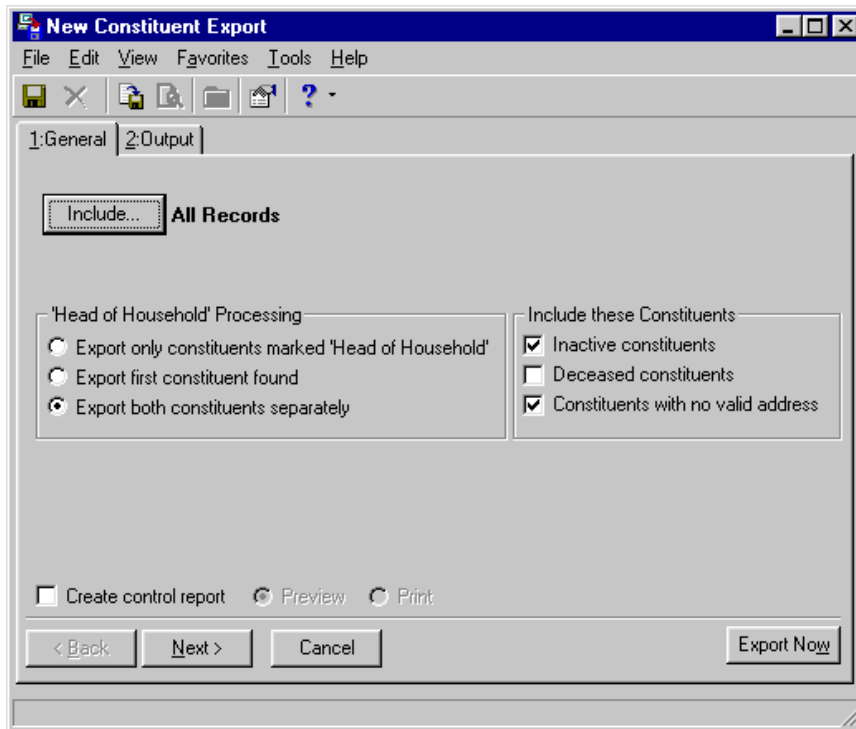 New Constituent Export
File Edit View Favorites Tools Help
?
1:General 2:Output
Include... All Records
'Head of Household' Processing
Export only constituents marked 'Head of Household'
Export first constituent found
Export both constituents separately
Include these Constituents
Inactive constituents
Deceased constituents
Constituents with no valid address
Create control report Preview Print
< Back Next > Cancel Export Now